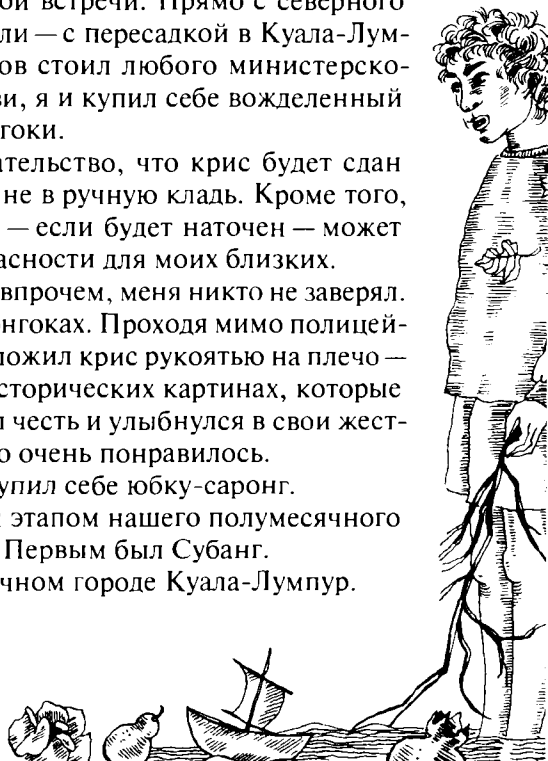 ой встречи. Прямо с северного
ли — с пересадкой в Куала-Лум-
ов стоил любого министерско-
ви, я и купил себе вожделенный
гоки.
ательство, что крис будет сдан
не в ручную кладь. Кроме того,
— если будет наточен — может
асности для моих близких.
впрочем, меня никто не заверял.
нгоках. Проходя мимо полицей-
ложил крис рукоятью на плечо —
сторических картинах, которые
л честь и улыбнулся в свои жест-
о очень понравилось.
упил себе юбку-саронг.
этапом нашего полумесячного
Первым был Субанг.
чном городе Куала-Лумпур.